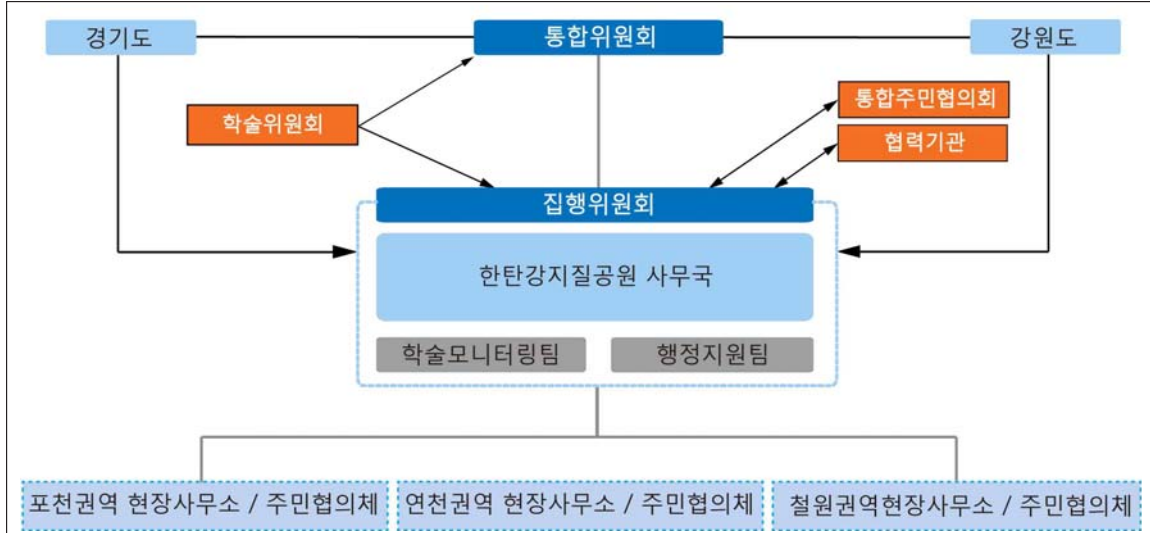 경기도
통합위원회
강원도
학술위원회
통합주민협의회
협력기관
집행위원회
한탄강지질공원 사무국
학술모니터링팀
행정지원팀
포천권역 현장사무소 / 주민협의체
연천권역 현장사무소 / 주민협의체
철원권역현장사무소 / 주민협의체